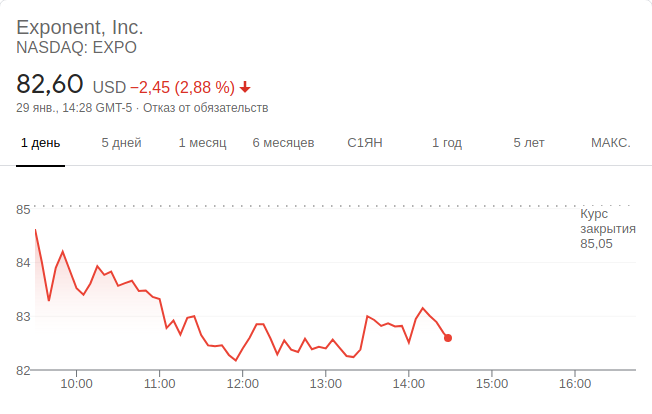 Exponent, Inc.
NASDAQ: EXPO
82,60 USD −2,45 (2,88 %)
29 янв., 14:28 GMT-5 · Отказ от обязательств
1 день 5 дней 1 месяц 6 месяцев С1ЯН 1 год 5 лет МАКС.
85
Курс
закрытия
85,05
84
83
82
10:00 11:00 12:00 13:00 14:00 15:00 16:00